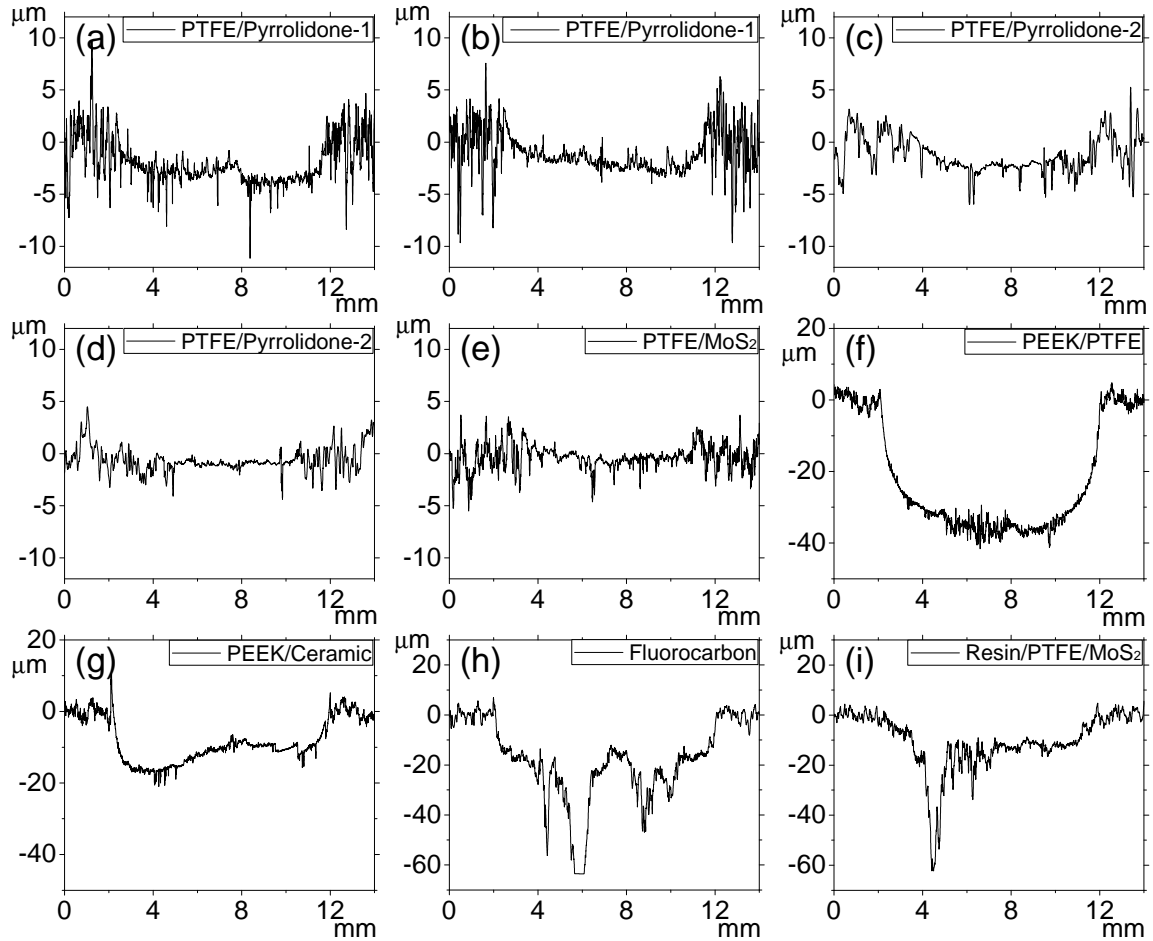 μm
(a) PTFE/Pyrrolidone-1
10
5
0
-5
-10
0 4 8 12
mm
μm
(b) PTFE/Pyrrolidone-1
10
5
0
-5
-10
0 4 8 12
mm
μm
(c) PTFE/Pyrrolidone-2
10
5
0
-5
-10
0 4 8 12
mm
μm
(d) PTFE/Pyrrolidone-2
10
5
0
-5
-10
0 4 8 12
mm
μm
(e) PTFE/MoS₂
10
5
0
-5
-10
0 4 8 12
mm
20
μm
(f) PEEK/PTFE
0
-20
-40
0 4 8 12
mm
20
μm
(g) PEEK/Ceramic
0
-20
-40
0 4 8 12
mm
μm
(h) Fluorocarbon
20
0
-20
-40
-60
0 4 8 12
mm
μm
(i) Resin/PTFE/MoS₂
20
0
-20
-40
-60
0 4 8 12
mm